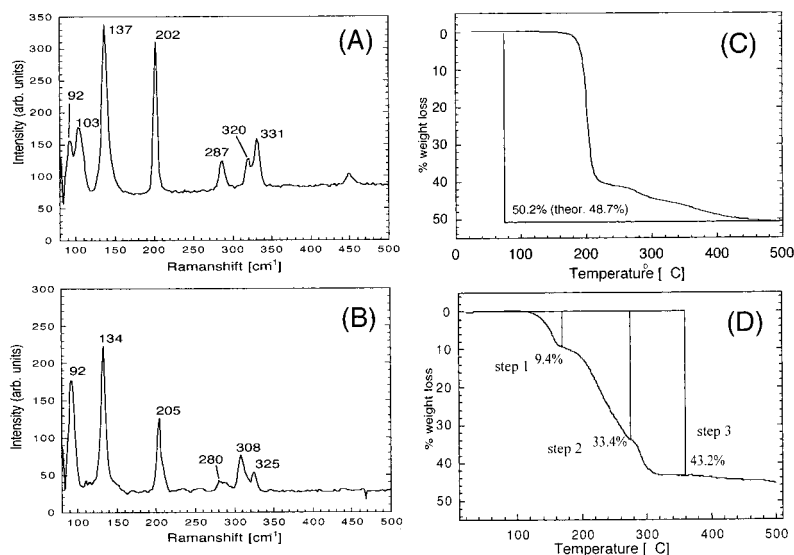 350
300
250
200
150
100
50
0
Intensity (arb. units)
92
103
137
202
287
320
331
(A)
100 150 200 250 300 350 400 450 500
Ramanshift [cm-1]
0
10
20
30
40
50
% weight loss
(C)
50.2% (theor. 48.7%)
0 100 200 300 400 500
Temperature [° C]
300
250
200
150
100
50
0
Intensity (arb. units)
92
134
205
280
308
325
(B)
100 150 200 250 300 350 400 450 500
Ramanshift [cm-1]
0
10
20
30
40
50
% weight loss
(D)
step 1
9.4%
step 2
33.4%
step 3
43.2%
100 200 300 400 500
Temperature [ C]